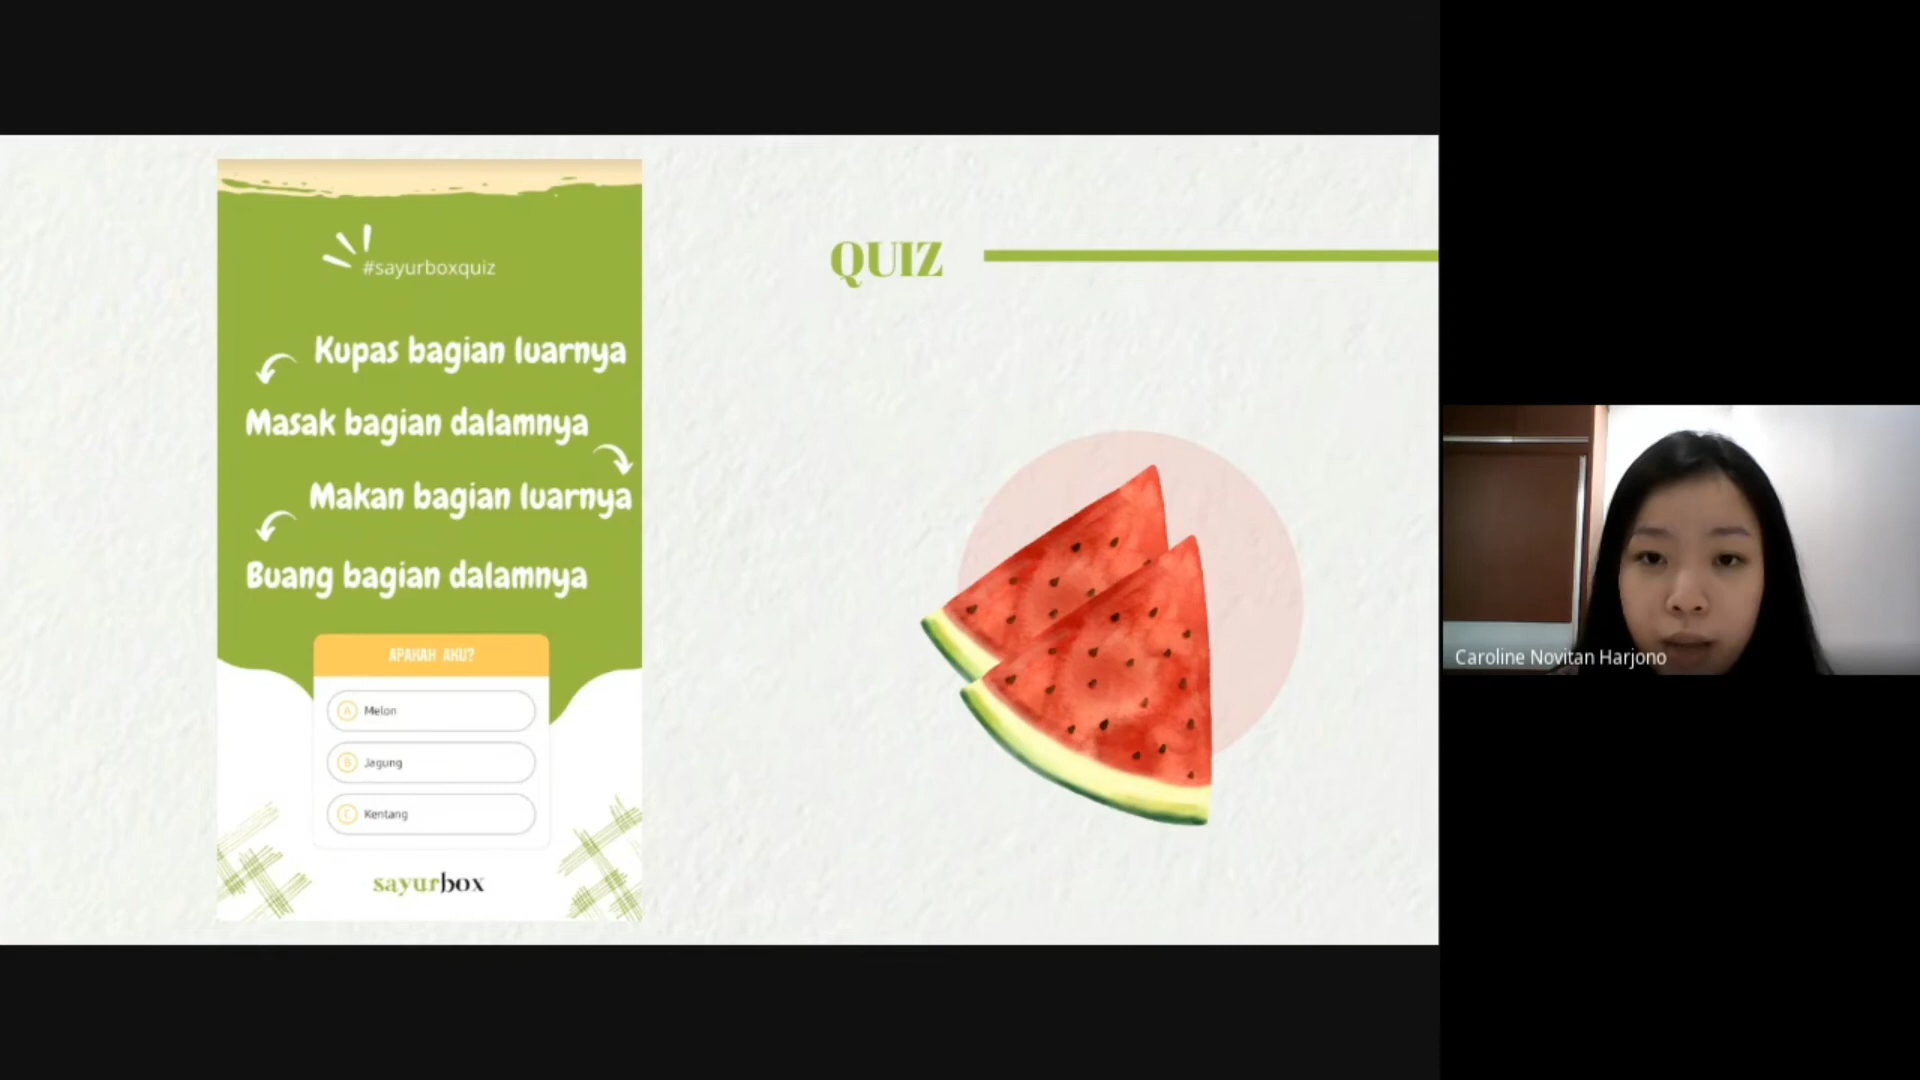 #sayurboxquiz
Kupas bagian luarnya
Masak bagian dalamnya
Makan bagian luarnya
Buang bagian dalamnya
APAKAH AKU?
A Melon
B Jagung
C Kentang
sayurbox
QUIZ
Caroline Novitan Harjono